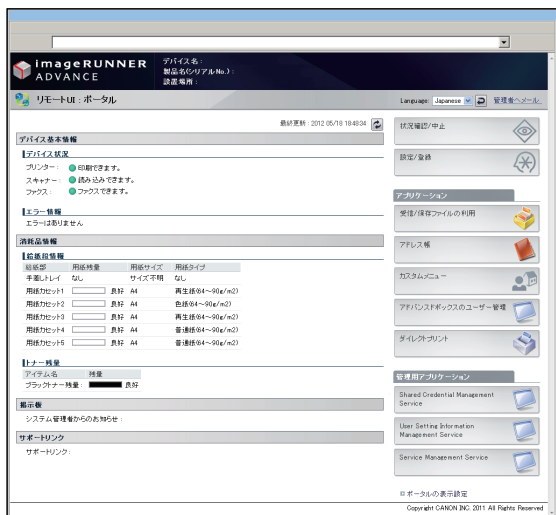 imageRUNNER
ADVANCE
デバイス名 :
製品名(シリアルNo.) :
設置場所 :
リモートUI : ポータル
Language: Japanese
管理者へメール
最終更新 : 2012 05/18 18:48:34
デバイス基本情報
デバイス状況
プリンター : 印刷できます。
スキャナー : 読み込みできます。
ファクス : ファクスできます。
エラー情報
エラーはありません
消耗品情報
給紙段情報
給紙部 用紙残量 用紙サイズ 用紙タイプ
手差しトレイ なし サイズ不明 なし
用紙カセット1 良好 A4 再生紙(64〜90g/m2)
用紙カセット2 良好 A4 色紙(64〜90g/m2)
用紙カセット3 良好 A4 再生紙(64〜90g/m2)
用紙カセット4 良好 A4 普通紙(64〜90g/m2)
用紙カセット5 良好 A4 普通紙(64〜90g/m2)
トナー残量
アイテム名 残量
ブラックトナー残量 : 良好
掲示板
システム管理者からのお知らせ :
サポートリンク
サポートリンク :
状況確認/中止
設定/登録
アプリケーション
受信/保存ファイルの利用
アドレス帳
カスタムメニュー
アドバンスドボックスのユーザー管理
ダイレクトプリント
管理用アプリケーション
Shared Credential Management
Service
User Setting Information
Management Service
Service Management Service
ポータルの表示設定
Copyright CANON INC. 2011 All Rights Reserved